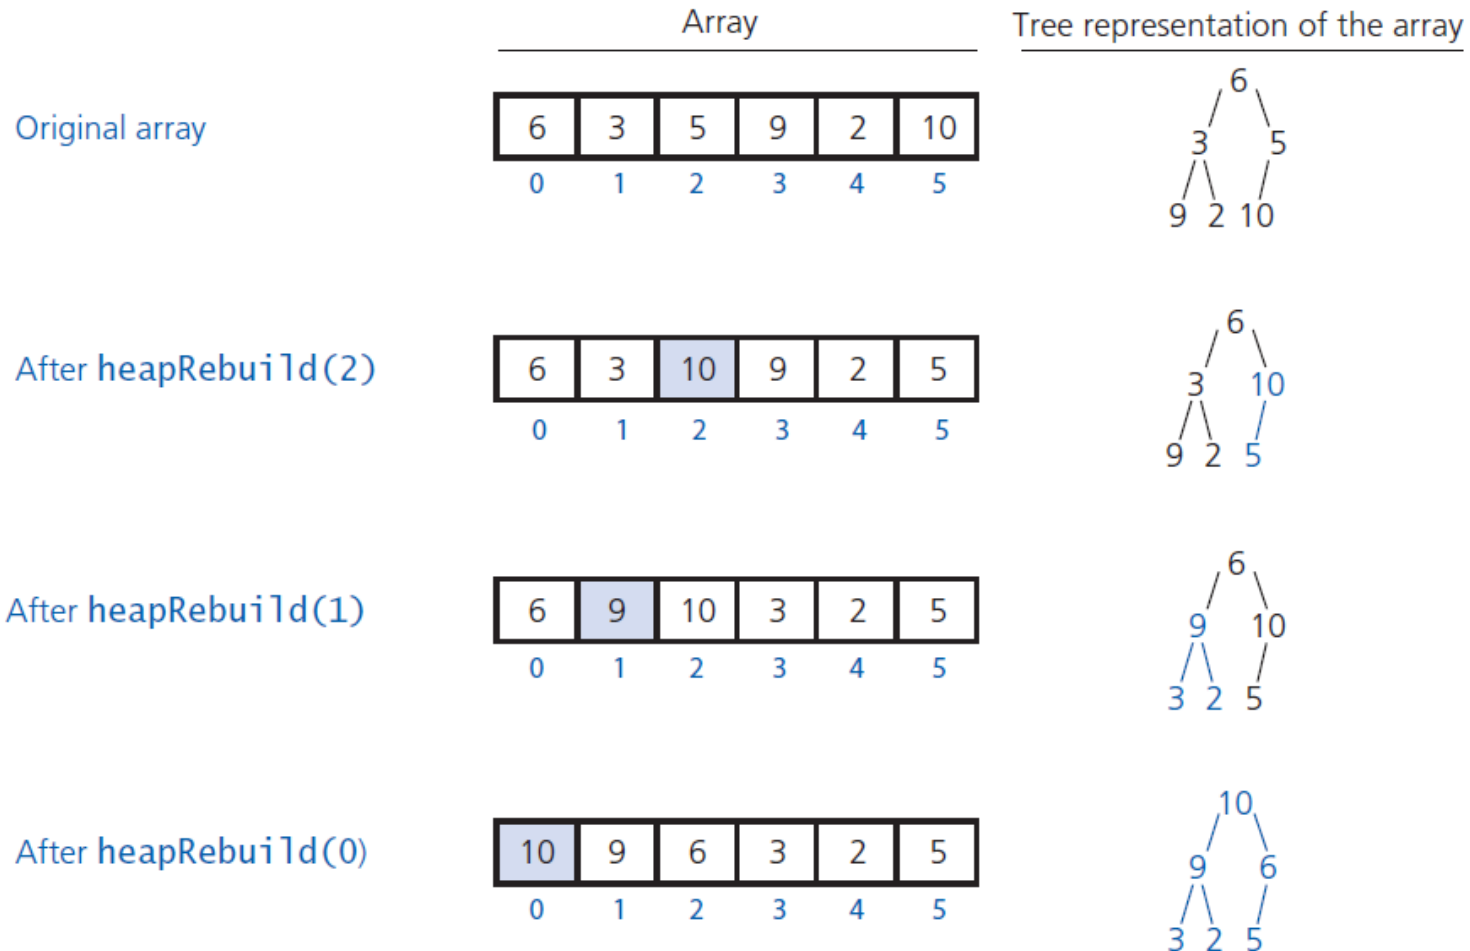 Array
Tree representation of the array
Original array
6 3 5 9 2 10
0 1 2 3 4 5
6
3 5
9 2 10
After heapRebuild(2)
6 3 10 9 2 5
0 1 2 3 4 5
6
3 10
9 2 5
After heapRebuild(1)
6 9 10 3 2 5
0 1 2 3 4 5
6
9 10
3 2 5
After heapRebuild(0)
10 9 6 3 2 5
0 1 2 3 4 5
10
9 6
3 2 5